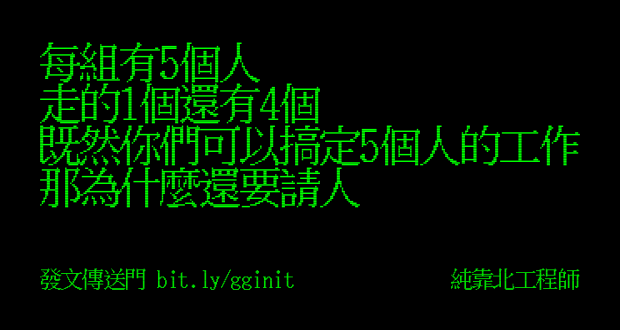 每組有5個人
走的1個還有4個
既然你們可以搞定5個人的工作
那為什麼還要請人
發文傳送門 bit.ly/gginit
純靠北工程師